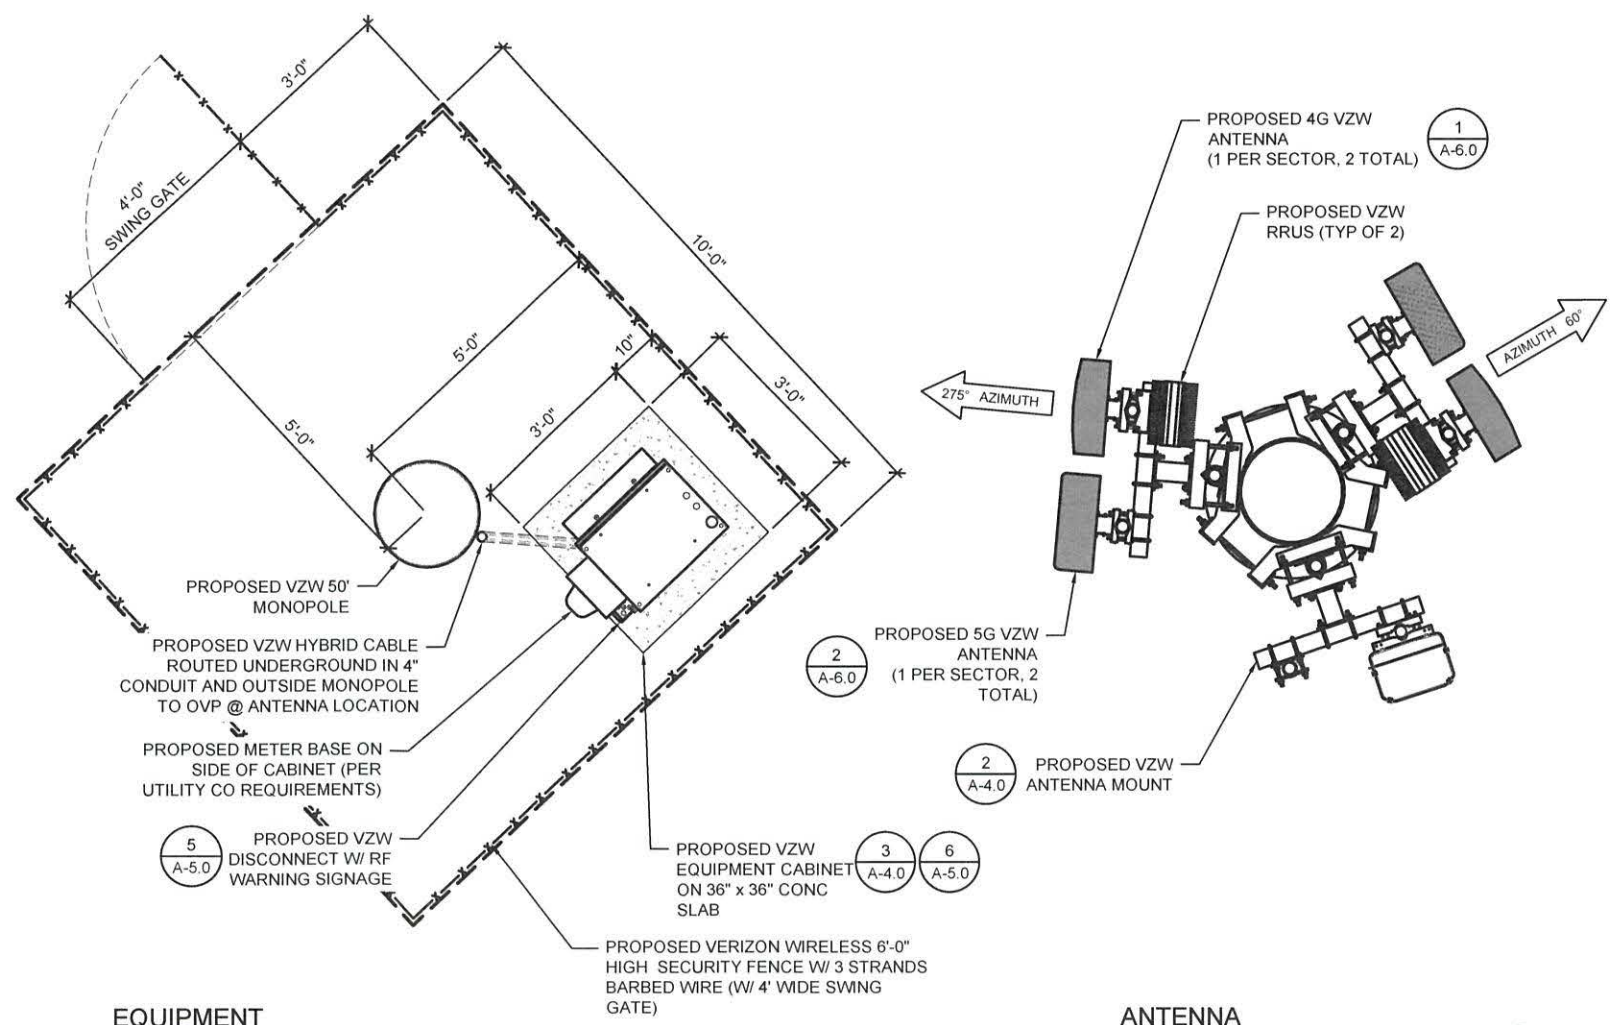 3'-0"
4'-0"
SWING GATE
10'-0"
5'-0"
10"
3'-0"
3'-0"
5'-0"
PROPOSED VZW 50'
MONOPOLE
PROPOSED VZW HYBRID CABLE
ROUTED UNDERGROUND IN 4"
CONDUIT AND OUTSIDE MONOPOLE
TO OVP @ ANTENNA LOCATION
PROPOSED METER BASE ON
SIDE OF CABINET (PER
UTILITY CO REQUIREMENTS)
5
A-5.0
PROPOSED VZW
DISCONNECT W/ RF
WARNING SIGNAGE
PROPOSED VZW
EQUIPMENT CABINET
ON 36" x 36" CONC
SLAB
3
A-4.0
6
A-5.0
PROPOSED VERIZON WIRELESS 6'-0"
HIGH SECURITY FENCE W/ 3 STRANDS
BARBED WIRE (W/ 4' WIDE SWING
GATE)
EQUIPMENT
PROPOSED 4G VZW
ANTENNA
(1 PER SECTOR, 2 TOTAL)
1
A-6.0
PROPOSED VZW
RRUS (TYP OF 2)
275° AZIMUTH
AZIMUTH 60°
2
A-6.0
PROPOSED 5G VZW
ANTENNA
(1 PER SECTOR, 2
TOTAL)
2
A-4.0
PROPOSED VZW
ANTENNA MOUNT
ANTENNA